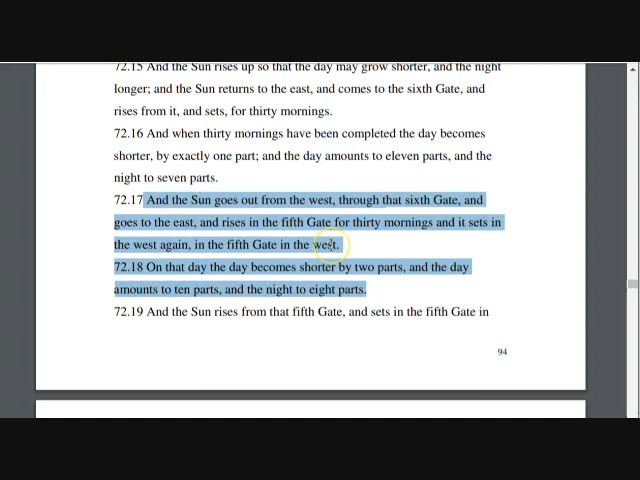 72.15 And the Sun rises up so that the day may grow shorter, and the night
longer; and the Sun returns to the east, and comes to the sixth Gate, and
rises from it, and sets, for thirty mornings.
72.16 And when thirty mornings have been completed the day becomes
shorter, by exactly one part; and the day amounts to eleven parts, and the
night to seven parts.
72.17 And the Sun goes out from the west, through that sixth Gate, and
goes to the east, and rises in the fifth Gate for thirty mornings and it sets in
the west again, in the fifth Gate in the west.
72.18 On that day the day becomes shorter by two parts, and the day
amounts to ten parts, and the night to eight parts.
72.19 And the Sun rises from that fifth Gate, and sets in the fifth Gate in
94